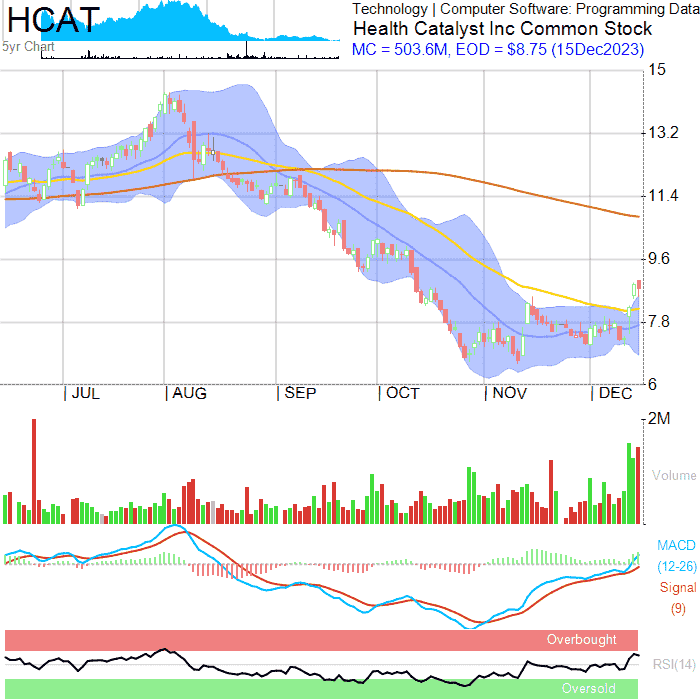 HCAT
Technology | Computer Software: Programming Data
Health Catalyst Inc Common Stock
5yr Chart
MC = 503.6M, EOD = $8.75 (15Dec2023)
15
13.2
11.4
9.6
7.8
6
| JUL | AUG | SEP | OCT | NOV | DEC
2M
Volume
MACD
(12-26)
Signal
(9)
Overbought
RSI(14)
Oversold